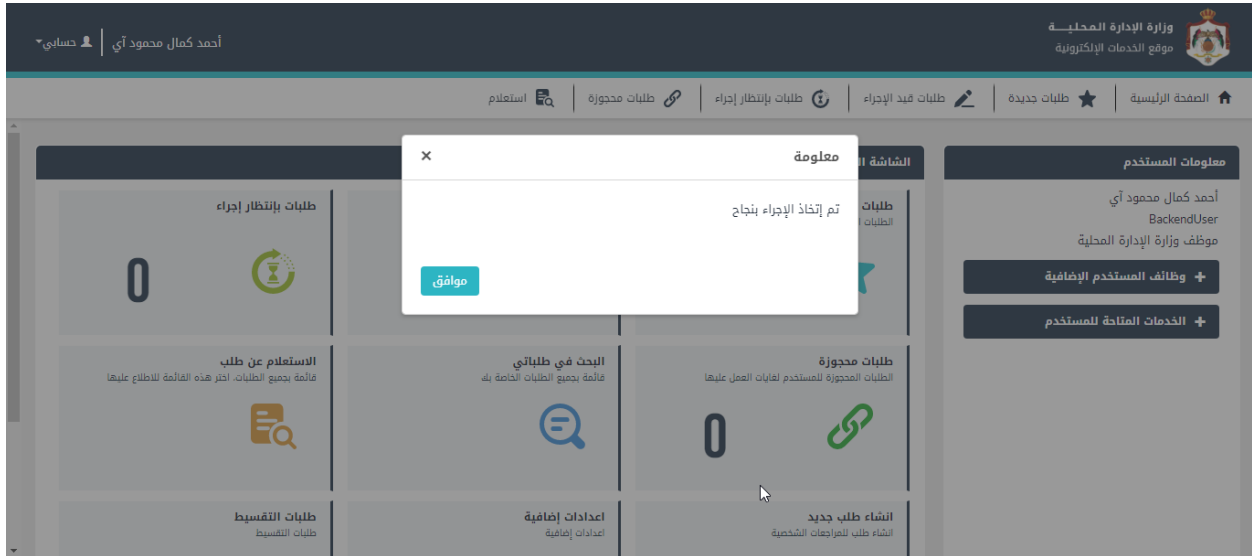 وزارة الإدارة المحليـــة
موقع الخدمات الإلكترونية
أحمد كمال محمود آي
حسابي
الصفحة الرئيسية
طلبات جديدة
طلبات قيد الإجراء
طلبات بإنتظار إجراء
طلبات محجوزة
استعلام
معلومات المستخدم
أحمد كمال محمود آي
BackendUser
موظف وزارة الإدارة المحلية
+ وظائف المستخدم الإضافية
+ الخدمات المتاحة للمستخدم
الشاشة
معلومة
×
تم إتخاذ الإجراء بنجاح
موافق
طلبات
طلبات بإنتظار إجراء
0
طلبات محجوزة
الطلبات المحجوزة للمستخدم لغايات العمل عليها
0
البحث في طلباتي
قائمة بجميع الطلبات الخاصة بك
الاستعلام عن طلب
قائمة بجميع الطلبات، اختر هذه القائمة للاطلاع عليها
انشاء طلب جديد
انشاء طلب للمراجعات الشخصية
اعدادات إضافية
اعدادات إضافية
طلبات التقسيط
طلبات التقسيط